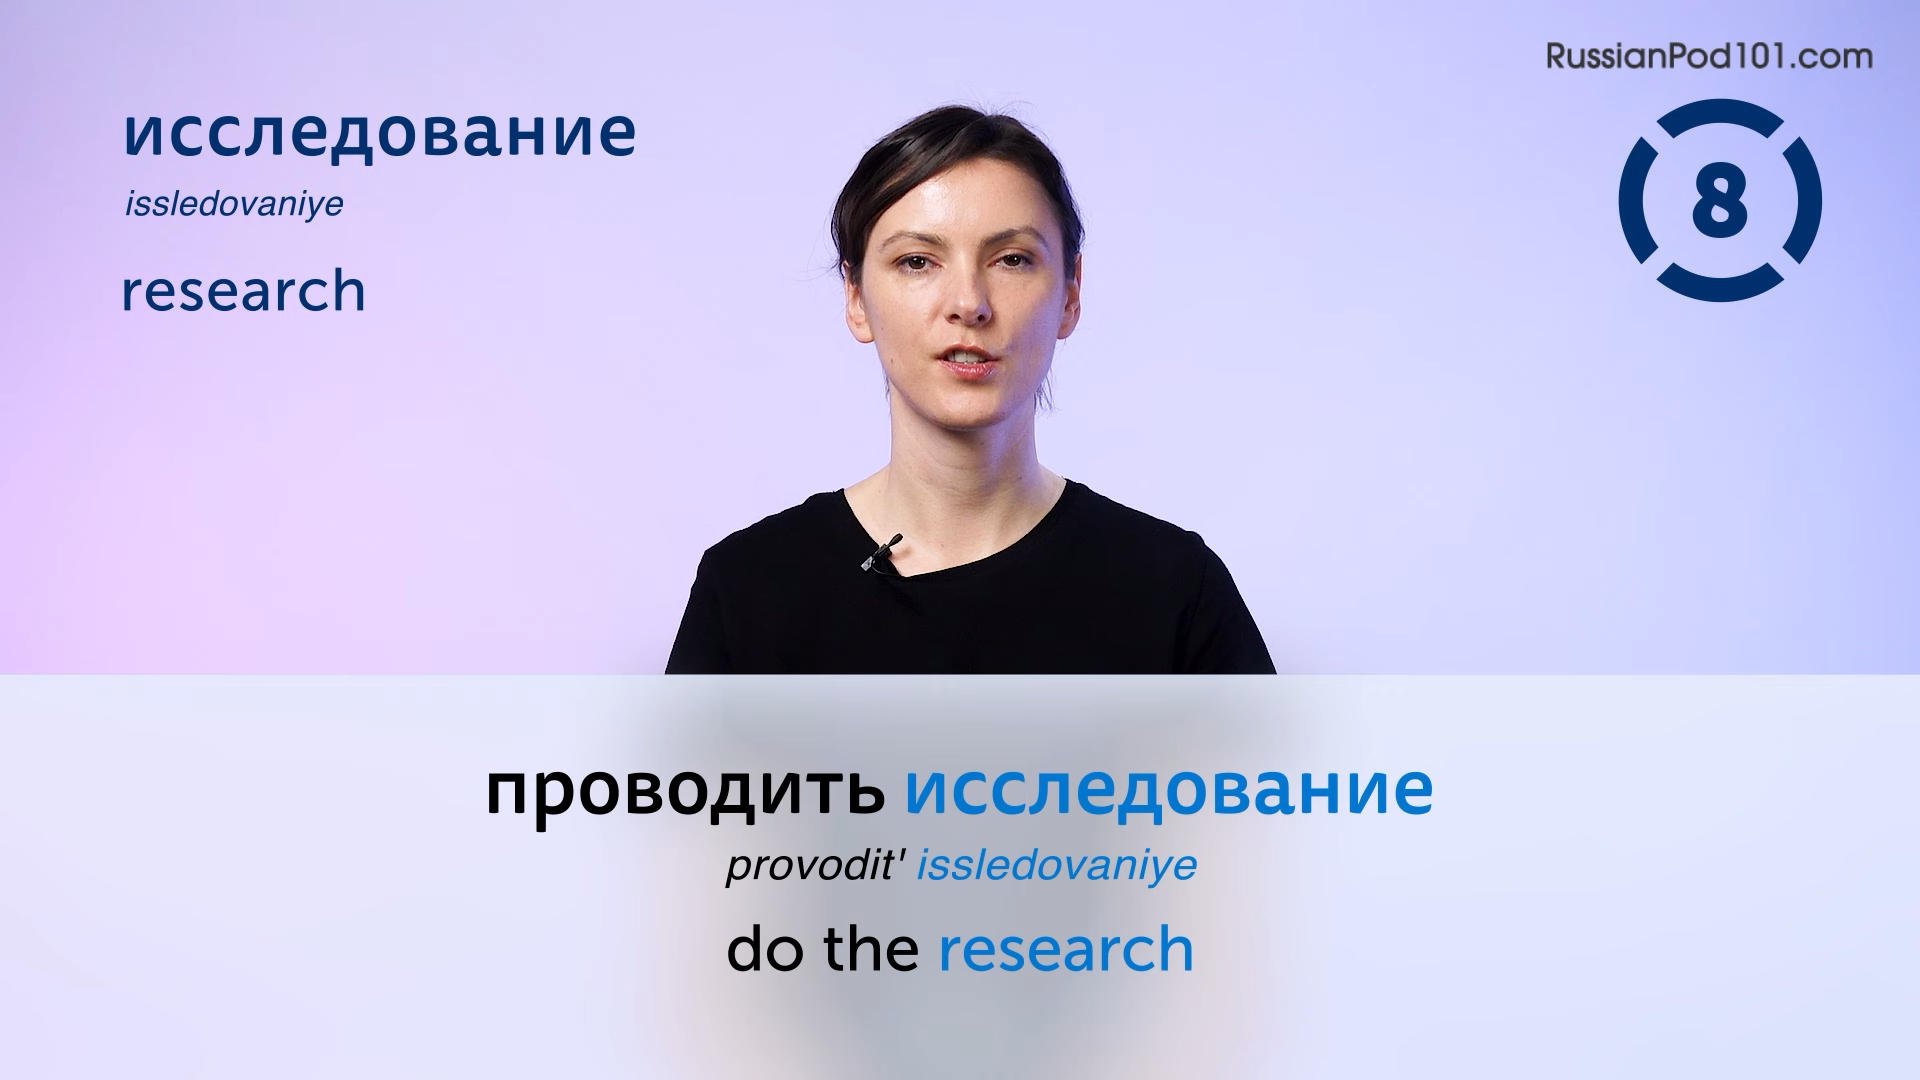 RussianPod101.com
исследование
issledovaniye
research
8
проводить исследование
provodit' issledovaniye
do the research